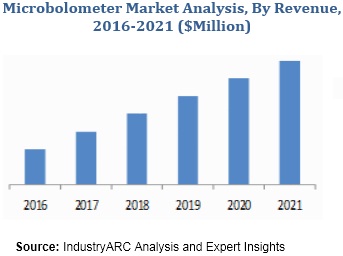 Microbolometer Market Analysis, By Revenue,
2016-2021 ($Million)
2016 2017 2018 2019 2020 2021
Source: IndustryARC Analysis and Expert Insights